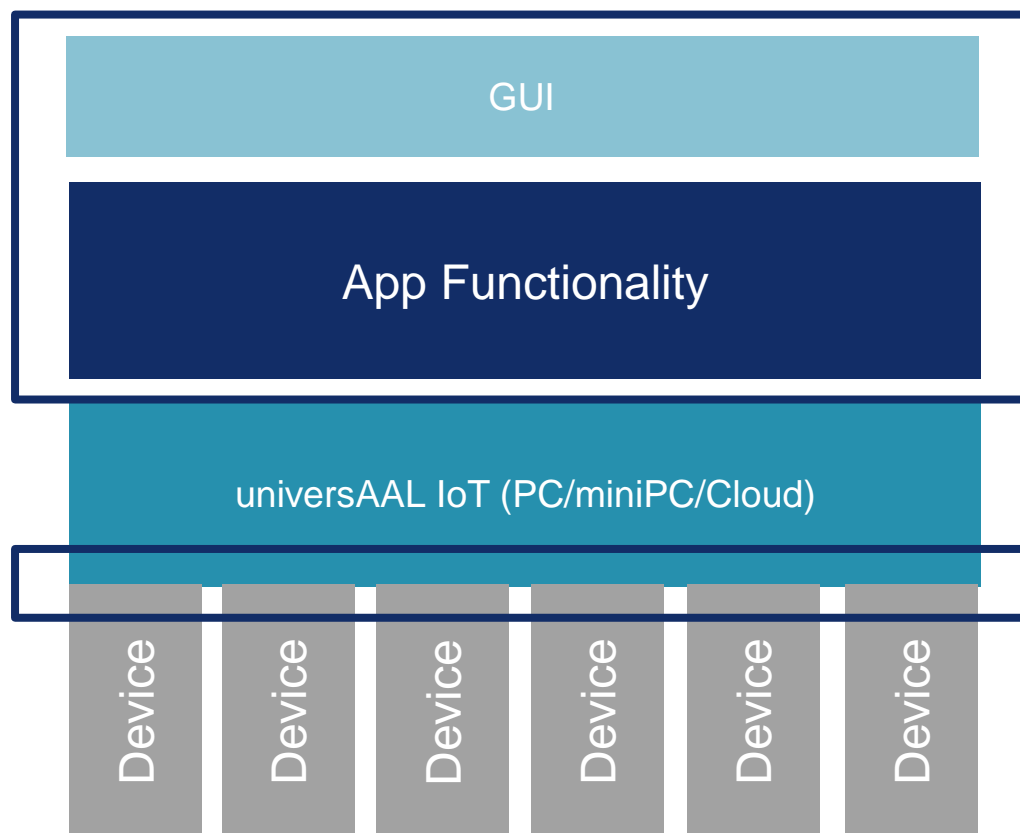 GUI
App Functionality
universAAL IoT (PC/miniPC/Cloud)
Device
Device
Device
Device
Device
Device